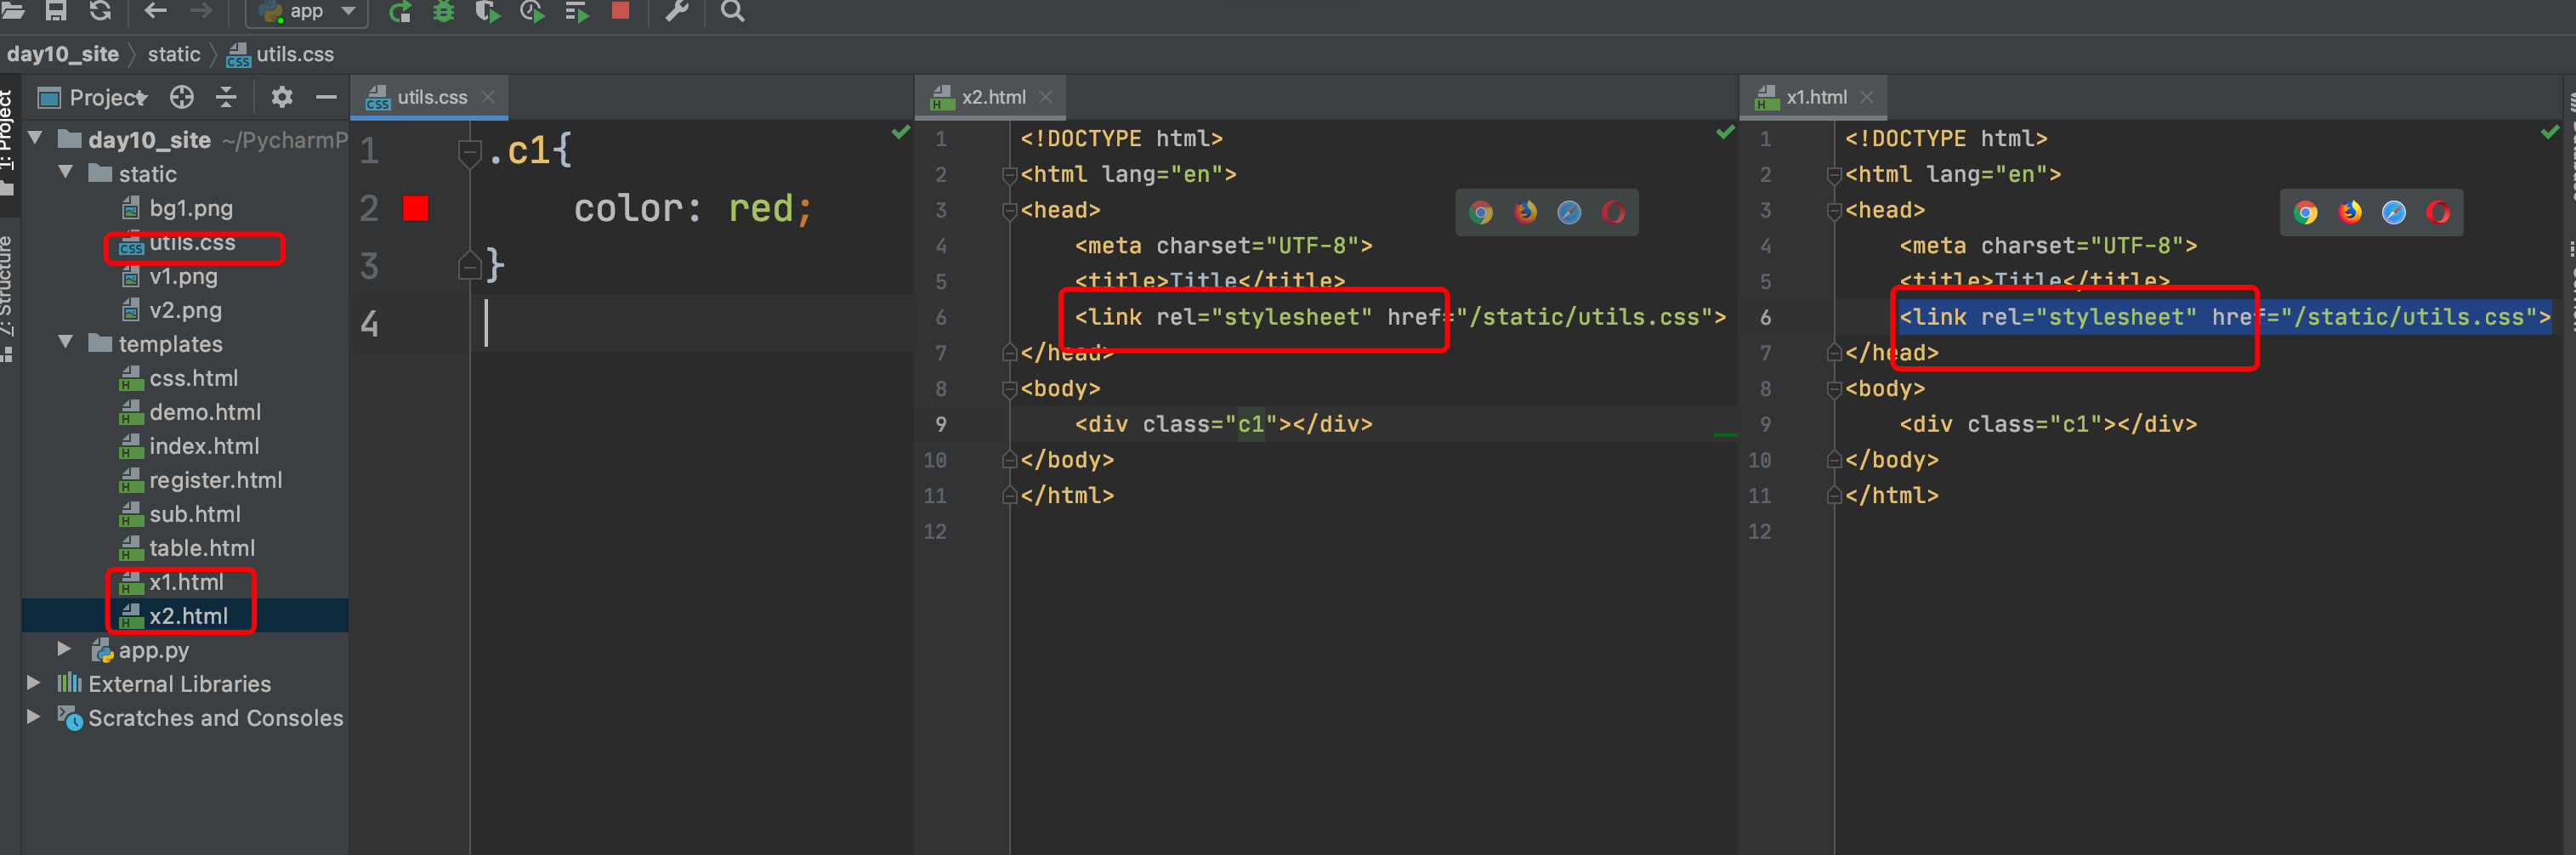 app
day10_site
static
utils.css
1: Project
Z: Structure
Project
day10_site ~/PycharmP
static
bg1.png
utils.css
v1.png
v2.png
templates
css.html
demo.html
index.html
register.html
sub.html
table.html
x1.html
x2.html
app.py
External Libraries
Scratches and Consoles
utils.css
1 .c1{
2 color: red;
3 }
4
x2.html
1 <!DOCTYPE html>
2 <html lang="en">
3 <head>
4 <meta charset="UTF-8">
5 <title>Title</title>
6 <link rel="stylesheet" href="/static/utils.css">
7 </head>
8 <body>
9 <div class="c1"></div>
10 </body>
11 </html>
12
x1.html
1 <!DOCTYPE html>
2 <html lang="en">
3 <head>
4 <meta charset="UTF-8">
5 <title>Title</title>
6 <link rel="stylesheet" href="/static/utils.css">
7 </head>
8 <body>
9 <div class="c1"></div>
10 </body>
11 </html>
12